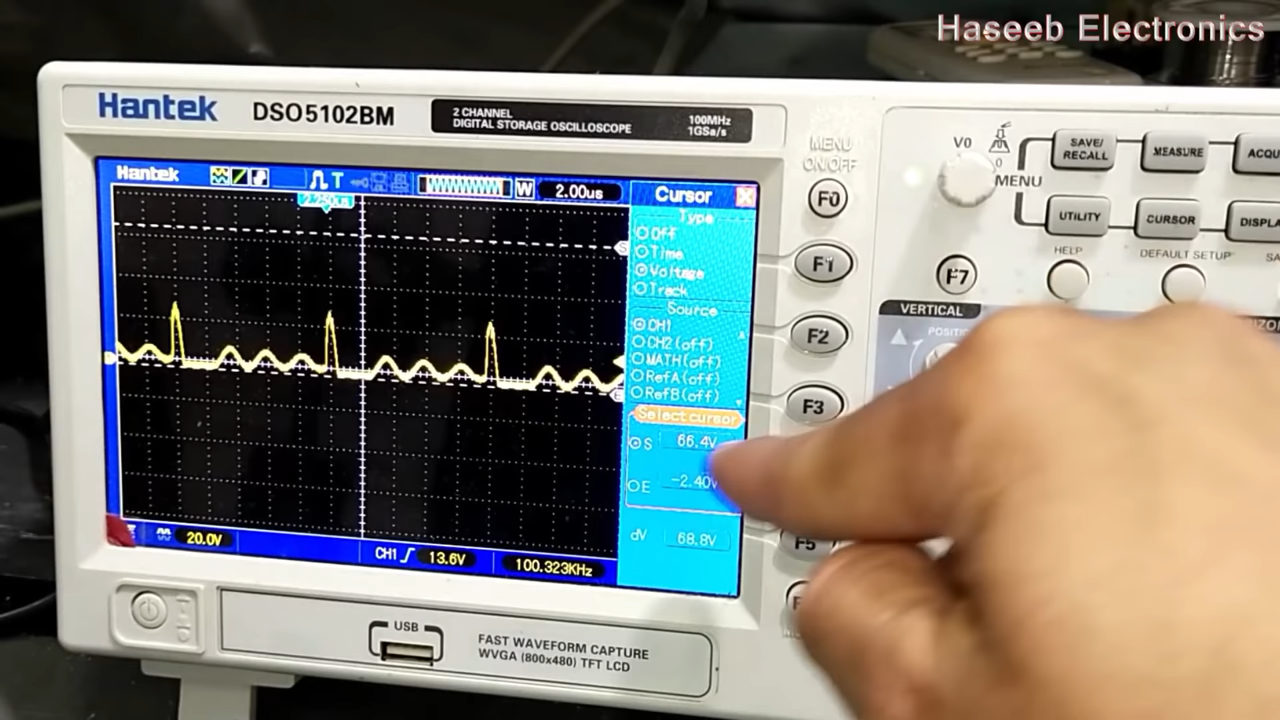 Haseeb Electronics
Hantek DSO5102BM
2 CHANNEL
DIGITAL STORAGE OSCILLOSCOPE
100MHz
1GSa/s
Hantek
T
W
2.00us
2.250us
Cursor
Type
Off
Time
Voltage
Track
Source
CH1
CH2(off)
MATH(off)
RefA(off)
RefB(off)
Select cursor
S 66.4V
E -2.40V
dV 68.8V
20.0V
CH1
13.6V
100.323KHz
S
E
MENU
ON/OFF
F0
F1
F2
F3
F5
V0
0
MENU
SAVE/
RECALL
MEASURE
UTILITY
CURSOR
HELP
DEFAULT SETUP
F7
VERTICAL
USB
FAST WAVEFORM CAPTURE
WVGA (800x480) TFT LCD